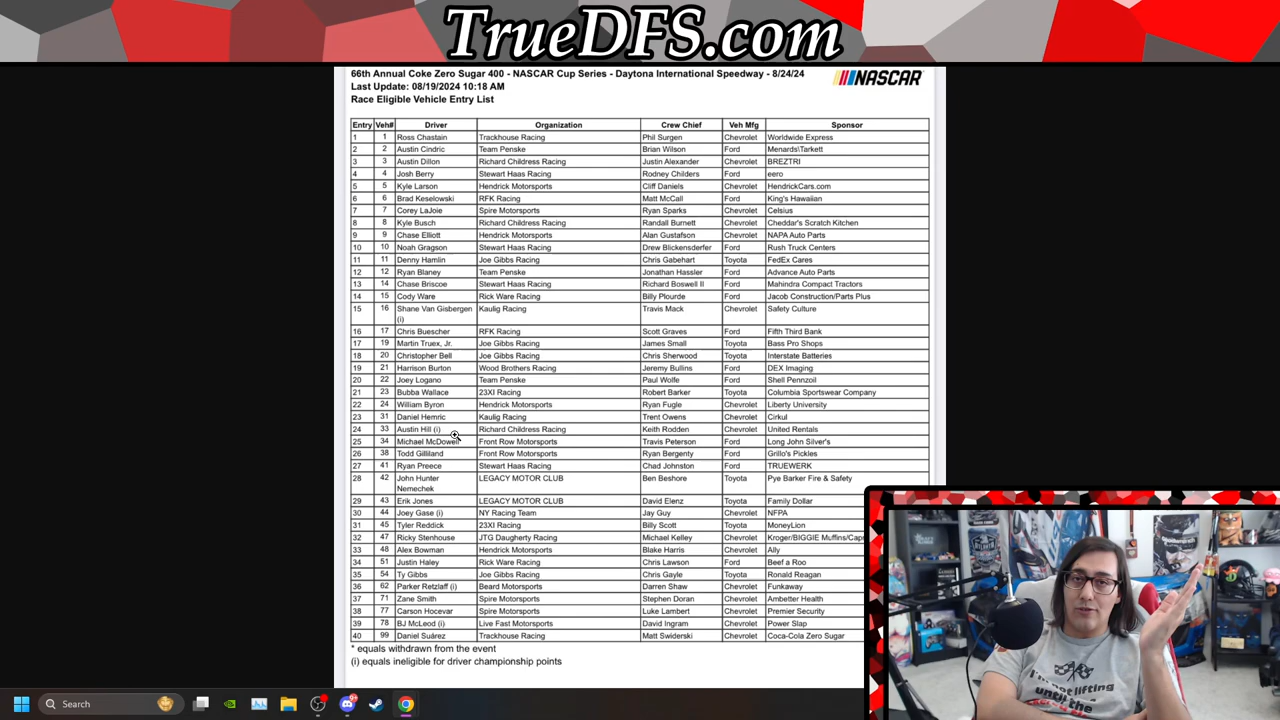 TrueDFS.com
66th Annual Coke Zero Sugar 400 - NASCAR Cup Series - Daytona International Speedway - 8/24/24
NASCAR
Last Update: 08/19/2024 10:18 AM
Race Eligible Vehicle Entry List
Entry Veh# Driver Organization Crew Chief Veh Mfg Sponsor
1 1 Ross Chastain Trackhouse Racing Phil Surgen Chevrolet Worldwide Express
2 2 Austin Cindric Team Penske Brian Wilson Ford Menards\Tarkett
3 3 Austin Dillon Richard Childress Racing Justin Alexander Chevrolet BREZTRI
4 4 Josh Berry Stewart Haas Racing Rodney Childers Ford eero
5 5 Kyle Larson Hendrick Motorsports Cliff Daniels Chevrolet HendrickCars.com
6 6 Brad Keselowski RFK Racing Matt McCall Ford King's Hawaiian
7 7 Corey LaJoie Spire Motorsports Ryan Sparks Chevrolet Celsius
8 8 Kyle Busch Richard Childress Racing Randall Burnett Chevrolet Cheddar's Scratch Kitchen
9 9 Chase Elliott Hendrick Motorsports Alan Gustafson Chevrolet NAPA Auto Parts
10 10 Noah Gragson Stewart Haas Racing Drew Blickensderfer Ford Rush Truck Centers
11 11 Denny Hamlin Joe Gibbs Racing Chris Gabehart Toyota FedEx Cares
12 12 Ryan Blaney Team Penske Jonathan Hassler Ford Advance Auto Parts
13 14 Chase Briscoe Stewart Haas Racing Richard Boswell II Ford Mahindra Compact Tractors
14 15 Cody Ware Rick Ware Racing Billy Plourde Ford Jacob Construction/Parts Plus
15 16 Shane Van Gisbergen Kaulig Racing Travis Mack Chevrolet Safety Culture
(i)
16 17 Chris Buescher RFK Racing Scott Graves Ford Fifth Third Bank
17 19 Martin Truex, Jr. Joe Gibbs Racing James Small Toyota Bass Pro Shops
18 20 Christopher Bell Joe Gibbs Racing Chris Sherwood Toyota Interstate Batteries
19 21 Harrison Burton Wood Brothers Racing Jeremy Bullins Ford DEX Imaging
20 22 Joey Logano Team Penske Paul Wolfe Ford Shell Pennzoil
21 23 Bubba Wallace 23XI Racing Robert Barker Toyota Columbia Sportswear Company
22 24 William Byron Hendrick Motorsports Ryan Fugle Chevrolet Liberty University
23 31 Daniel Hemric Kaulig Racing Trent Owens Chevrolet Cirkul
24 33 Austin Hill (i) Richard Childress Racing Keith Rodden Chevrolet United Rentals
25 34 Michael McDowell Front Row Motorsports Travis Peterson Ford Long John Silver's
26 38 Todd Gilliland Front Row Motorsports Ryan Bergenty Ford Grillo's Pickles
27 41 Ryan Preece Stewart Haas Racing Chad Johnston Ford TRUEWERK
28 42 John Hunter LEGACY MOTOR CLUB Ben Beshore Toyota Pye Barker Fire & Safety
Nemechek
29 43 Erik Jones LEGACY MOTOR CLUB David Elenz Toyota Family Dollar
30 44 Joey Gase (i) NY Racing Team Jay Guy Chevrolet NFPA
31 45 Tyler Reddick 23XI Racing Billy Scott Toyota MoneyLion
32 47 Ricky Stenhouse JTG Daugherty Racing Michael Kelley Chevrolet Kroger/BIGGIE Muffins/Cap
33 48 Alex Bowman Hendrick Motorsports Blake Harris Chevrolet Ally
34 51 Justin Haley Rick Ware Racing Chris Lawson Ford Beef a Roo
35 54 Ty Gibbs Joe Gibbs Racing Chris Gayle Toyota Ronald Reagan
36 62 Parker Retzlaff (i) Beard Motorsports Darren Shaw Chevrolet Funkaway
37 71 Zane Smith Spire Motorsports Stephen Doran Chevrolet Ambetter Health
38 77 Carson Hocevar Spire Motorsports Luke Lambert Chevrolet Premier Security
39 78 BJ McLeod (i) Live Fast Motorsports David Ingram Chevrolet Power Slap
40 99 Daniel Suárez Trackhouse Racing Matt Swiderski Chevrolet Coca-Cola Zero Sugar
* equals withdrawn from the event
(i) equals ineligible for driver championship points
I'm not lifting
until the
Search
9+